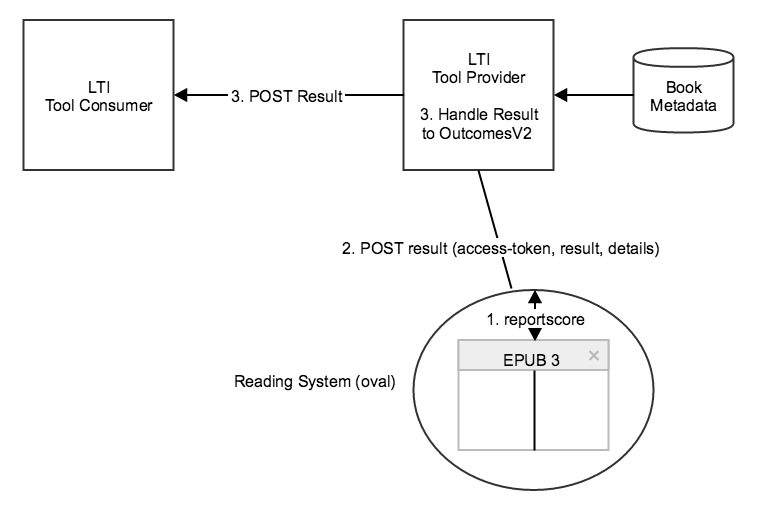 LTI
Tool Consumer
3. POST Result
LTI
Tool Provider
3. Handle Result
to OutcomesV2
Book
Metadata
2. POST result (access-token, result, details)
1. reportscore
EPUB 3
Reading System (oval)